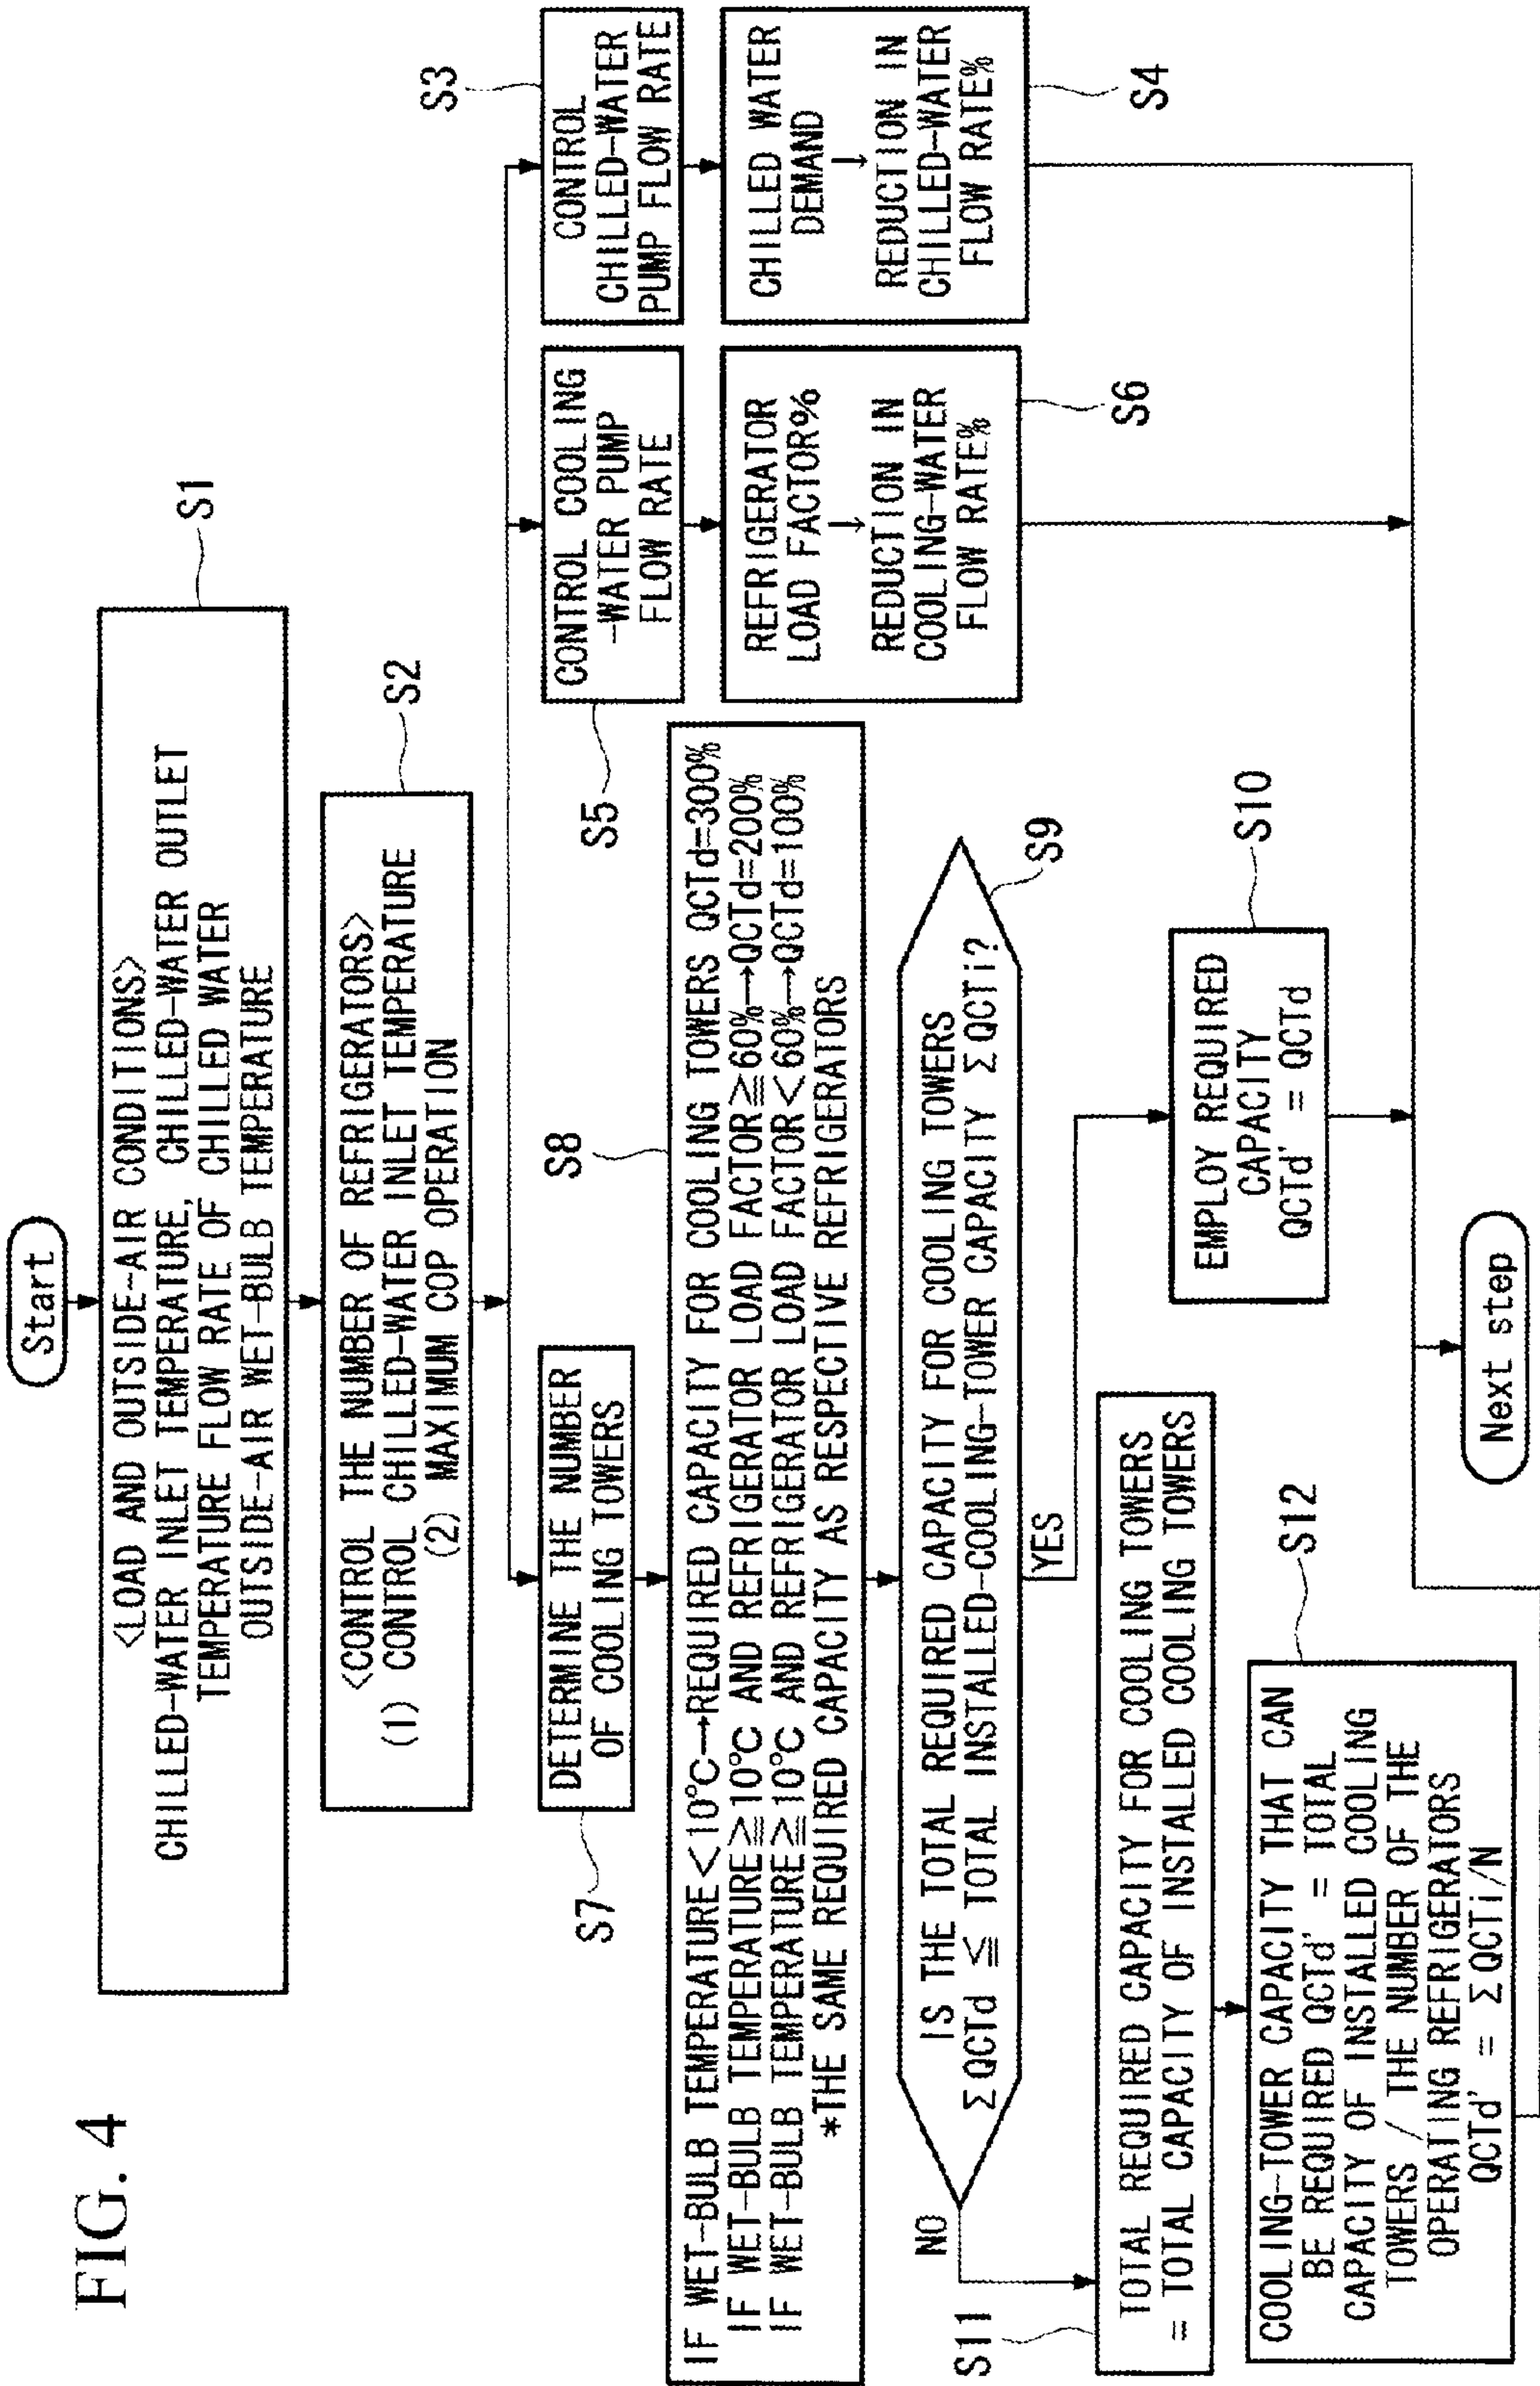 FIG. 4
Start
<LOAD AND OUTSIDE-AIR CONDITIONS>
CHILLED-WATER INLET TEMPERATURE, CHILLED-WATER OUTLET
TEMPERATURE FLOW RATE OF CHILLED WATER
OUTSIDE-AIR WET-BULB TEMPERATURE
S1
<CONTROL THE NUMBER OF REFRIGERATORS>
(1) CONTROL CHILLED-WATER INLET TEMPERATURE
(2) MAXIMUM COP OPERATION
S2
S7
DETERMINE THE NUMBER
OF COOLING TOWERS
S5
CONTROL COOLING
-WATER PUMP
FLOW RATE
S3
CONTROL
CHILLED-WATER
PUMP FLOW RATE
S8
IF WET-BULB TEMPERATURE<10°C→REQUIRED CAPACITY FOR COOLING TOWERS QCTd=300%
IF WET-BULB TEMPERATURE≧10°C AND REFRIGERATOR LOAD FACTOR≧60%→QCTd=200%
IF WET-BULB TEMPERATURE≧10°C AND REFRIGERATOR LOAD FACTOR<60%→QCTd=100%
*THE SAME REQUIRED CAPACITY AS RESPECTIVE REFRIGERATORS
REFRIGERATOR
LOAD FACTOR%
↓
REDUCTION IN
COOLING-WATER
FLOW RATE%
S6
CHILLED WATER
DEMAND
↓
REDUCTION IN
CHILLED-WATER
FLOW RATE%
S4
IS THE TOTAL REQUIRED CAPACITY FOR COOLING TOWERS
ΣQCTd ≦ TOTAL INSTALLED-COOLING-TOWER CAPACITY ΣQCTi?
S9
NO
YES
S11
TOTAL REQUIRED CAPACITY FOR COOLING TOWERS
= TOTAL CAPACITY OF INSTALLED COOLING TOWERS
EMPLOY REQUIRED
CAPACITY
QCTd' = QCTd
S10
COOLING-TOWER CAPACITY THAT CAN
BE REQUIRED QCTd' = TOTAL
CAPACITY OF INSTALLED COOLING
TOWERS / THE NUMBER OF THE
OPERATING REFRIGERATORS
QCTd' = ΣQCTi/N
S12
Next step